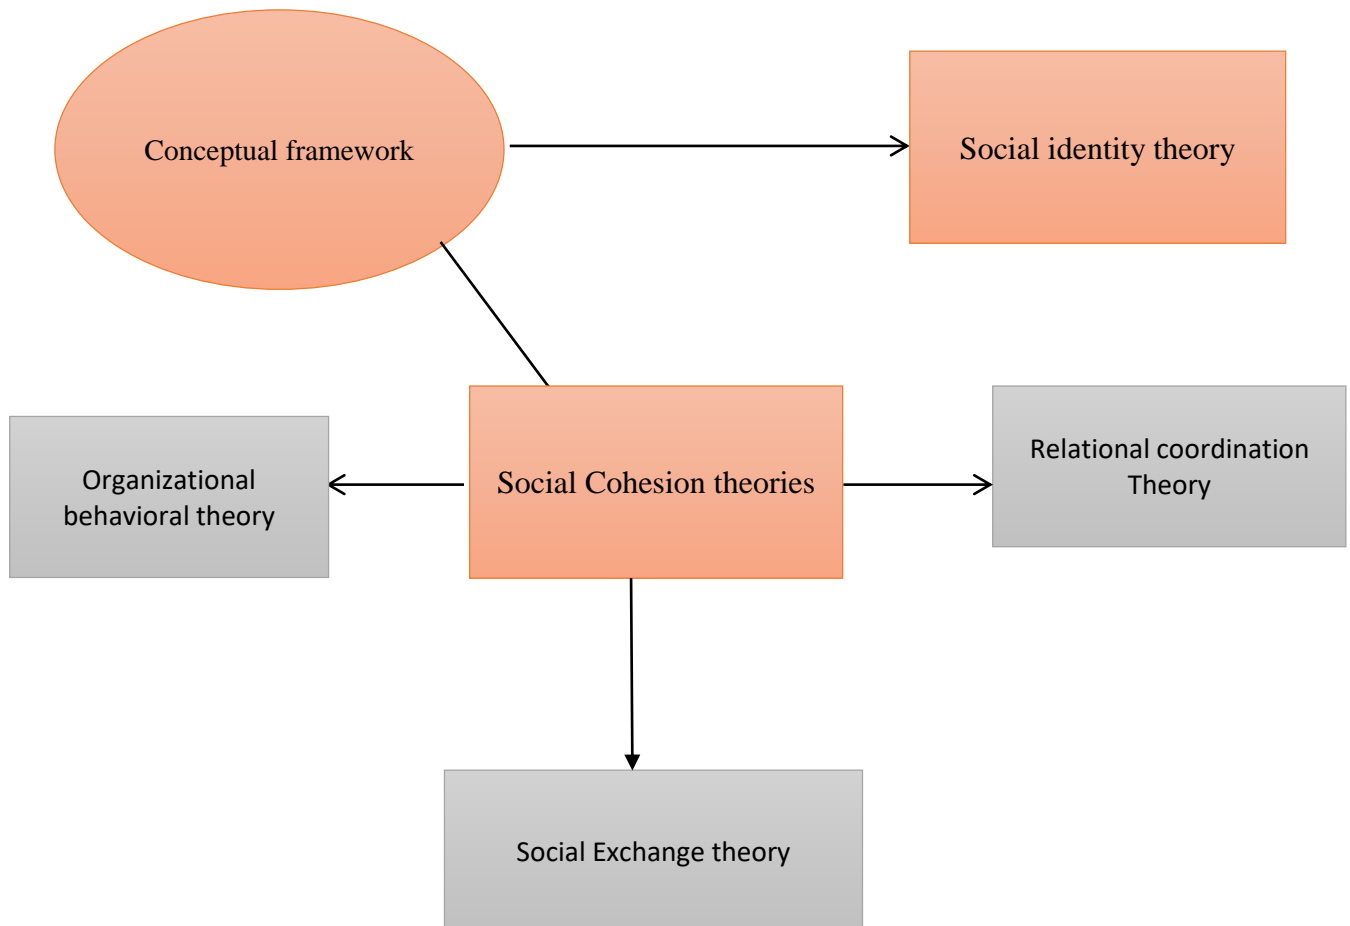 Conceptual framework
Social identity theory
Organizational
behavioral theory
Social Cohesion theories
Relational coordination
Theory
Social Exchange theory